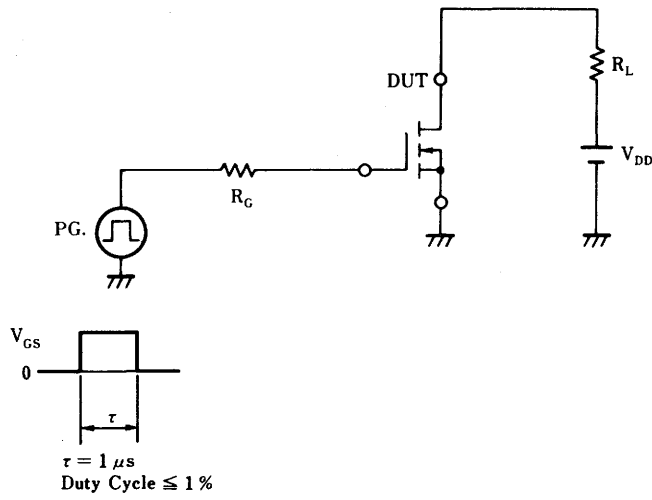 DUT
R_L
V_DD
R_G
PG.
V_GS
0
τ
τ = 1 μs
Duty Cycle ≦ 1 %